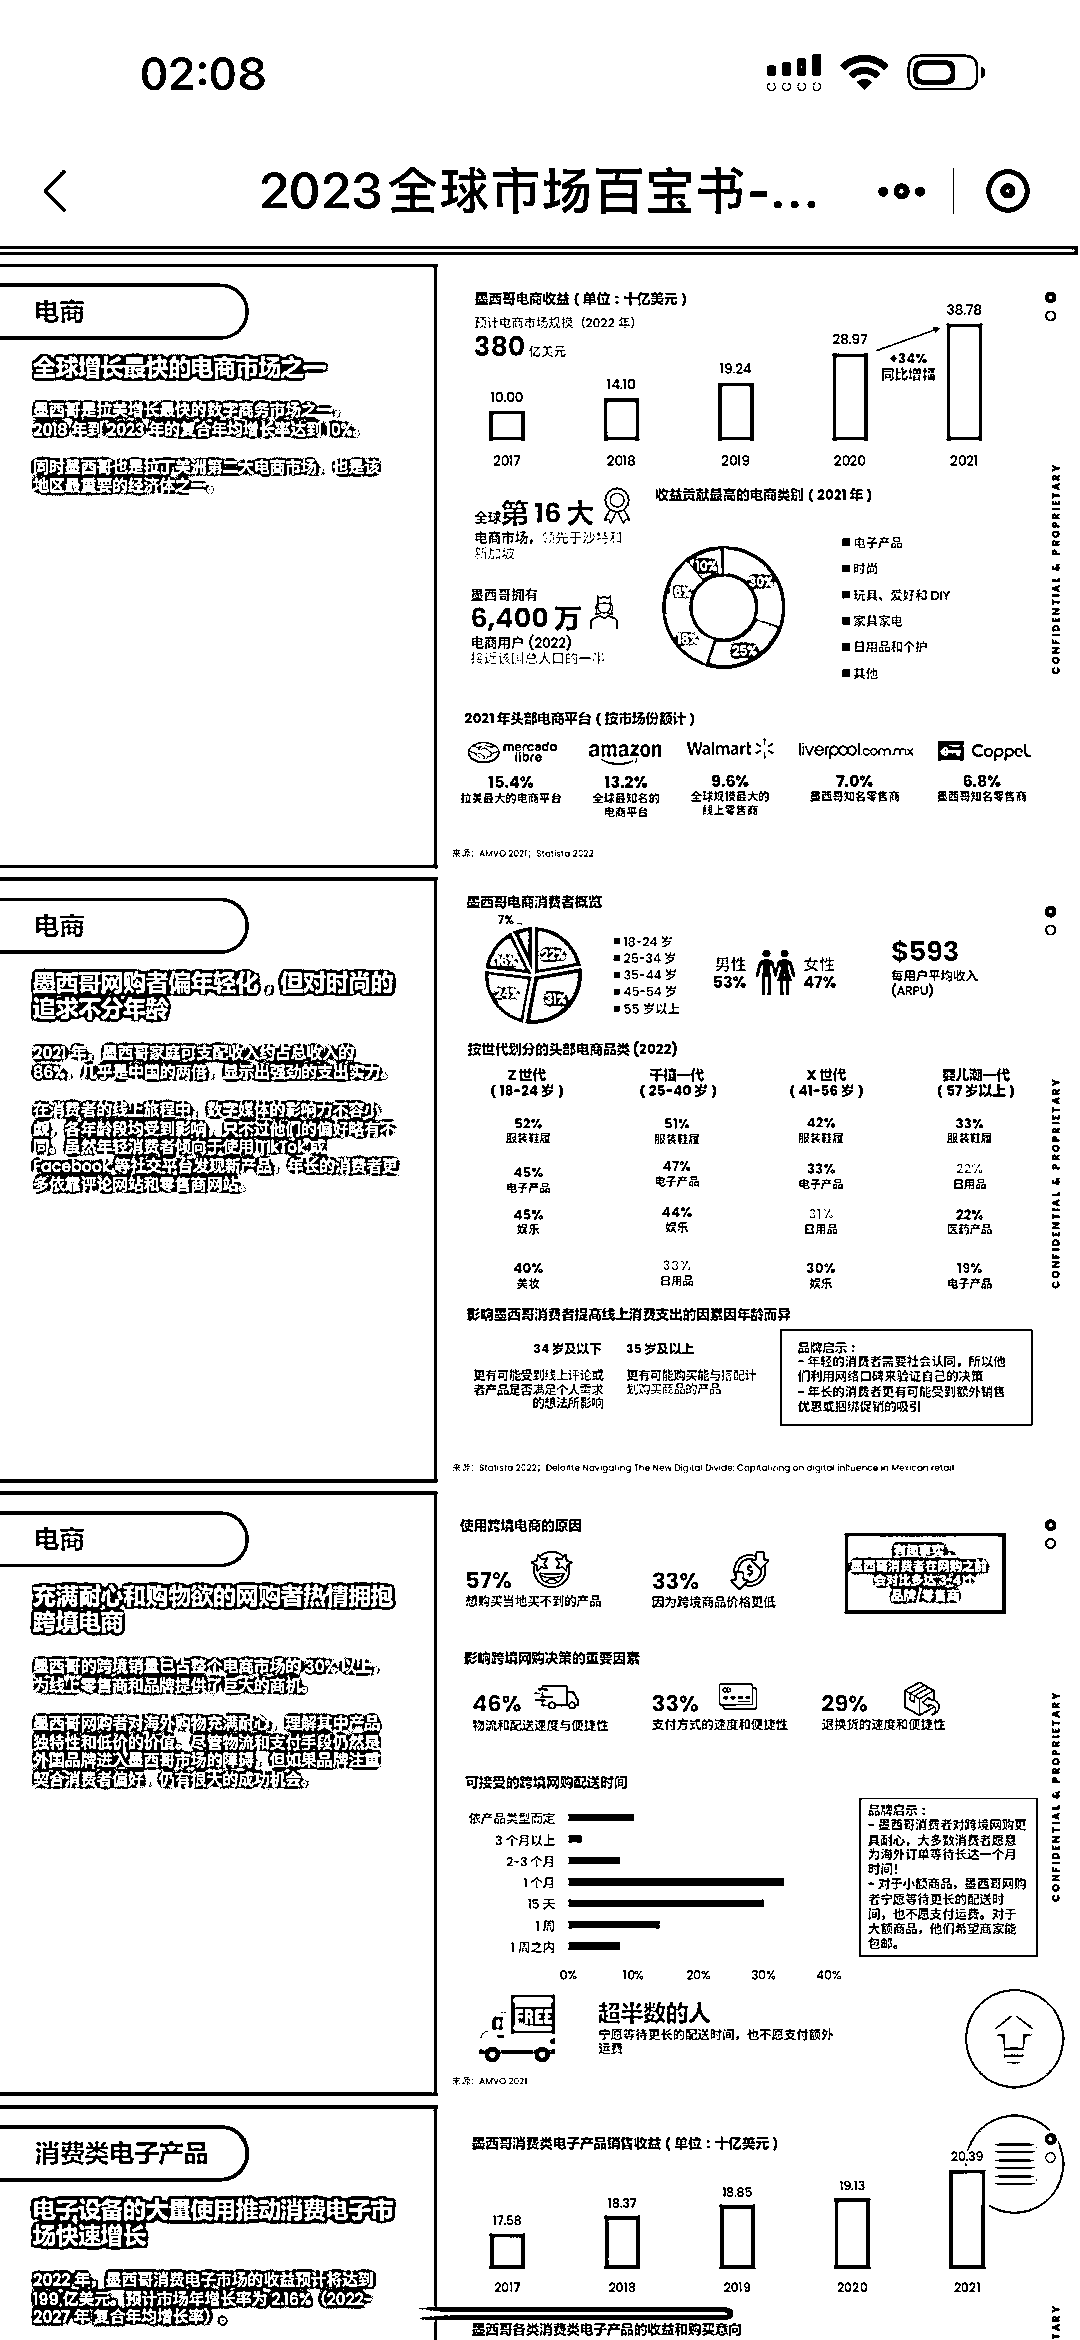 02:08
2023全球市场百宝书-...
电商
全球增长最快的电商市场之一
墨西哥是拉美增长最快的数字商务市场之一，
2018年到2023年的复合年均增长率达到10%。
同时墨西哥也是拉丁美洲第二大电商市场，也是该
地区最重要的经济体之一。
墨西哥电商收益（单位：十亿美元）
预计电商市场规模（2022年）
380 亿美元
10.00
14.10
19.24
28.97
38.78
+34%
同比增幅
2017
2018
2019
2020
2021
全球第16大
电商市场，领先于沙特和
新加坡
墨西哥拥有
6,400万
电商用户 (2022)
接近该国总人口的一半
收益贡献最高的电商类别（2021年）
10%
30%
25%
电子产品
时尚
玩具、爱好和DIY
家具家电
日用品和个护
其他
2021年头部电商平台（按市场份额计）
mercado libre
amazon
Walmart
liverpool.com.mx
Coppel
15.4%
13.2%
9.6%
7.0%
6.8%
拉美最大的电商平台
全球最知名的
电商平台
全球规模最大的
线上零售商
墨西哥知名零售商
墨西哥知名零售商
来源：AMVO 2021；Statista 2022
CONFIDENTIAL & PROPRIETARY
电商
墨西哥网购者偏年轻化，但对时尚的
追求不分年龄
2021年，墨西哥家庭可支配收入约占总收入的
86%，几乎是中国的两倍，显示出强劲的支出实力。
在消费者的线上旅程中，数字媒体的影响力不容小
觑，各年龄段均受到影响，只不过他们的偏好略有不
同。虽然年轻消费者倾向于使用TikTok或
Facebook等社交平台发现新产品，年长的消费者更
多依靠评论网站和零售商网站。
墨西哥电商消费者概览
7%
22%
31%
24%
16%
18-24岁
25-34岁
35-44岁
45-54岁
55岁以上
男性
53%
女性
47%
$593
每用户平均收入
(ARPU)
按世代划分的头部电商品类 (2022)
Z世代
（18-24岁）
千禧一代
（25-40岁）
X世代
（41-56岁）
婴儿潮一代
（57岁以上）
52%
服装鞋履
51%
服装鞋履
42%
服装鞋履
33%
服装鞋履
45%
电子产品
47%
电子产品
33%
电子产品
22%
日用品
45%
娱乐
44%
娱乐
31%
日用品
22%
医药产品
40%
美妆
33%
日用品
30%
娱乐
19%
电子产品
影响墨西哥消费者提高线上消费支出的因素因年龄而异
34岁及以下
更有可能受到线上评论或
者产品是否满足个人需求
的想法所影响
35岁及以上
更有可能购买能与搭配计
划购买商品的产品
品牌启示：
- 年轻的消费者需要社会认同，所以他
们利用网络口碑来验证自己的决策
- 年长的消费者更有可能受到额外销售
优惠或捆绑促销的吸引
来源：Statista 2022；Deloitte Navigating The New Digital Divide: Capitalizing on digital influence in Mexican retail
CONFIDENTIAL & PROPRIETARY
电商
充满耐心和购物欲的网购者热情拥抱
跨境电商
墨西哥的跨境销量已占整个电商市场的30%以上，
为线上零售商和品牌提供了巨大的商机。
墨西哥网购者对海外购物充满耐心，理解其中产品
独特性和低价的价值。尽管物流和支付手段仍然是
外国品牌进入墨西哥市场的障碍，但如果品牌注重
契合消费者偏好，仍有很大的成功机会。
使用跨境电商的原因
57%
想购买当地买不到的产品
33%
因为跨境商品价格更低
墨西哥消费者在网购之时
会对比多达
品牌/零售商
影响跨境网购决策的重要因素
46%
物流和配送速度与便捷性
33%
支付方式的速度和便捷性
29%
退换货的速度和便捷性
可接受的跨境网购配送时间
依产品类型而定
3个月以上
2-3个月
1个月
15天
1周
1周之内
0%
10%
20%
30%
40%
品牌启示：
- 墨西哥消费者对跨境网购更
具耐心，大多数消费者愿意
为海外订单等待长达一个月
时间！
- 对于小额商品，墨西哥网购
者宁愿等待更长的配送时
间，也不愿支付运费。对于
大额商品，他们希望商家能
包邮。
FREE
超半数的人
宁愿等待更长的配送时间，也不愿支付额外
运费
来源：AMVO 2021
CONFIDENTIAL & PROPRIETARY
消费类电子产品
电子设备的大量使用推动消费电子市
场快速增长
2022年，墨西哥消费电子市场的收益预计将达到
199亿美元。预计市场年增长率为2.16%（2022-
2027年复合年均增长率）。
墨西哥消费类电子产品销售收益（单位：十亿美元）
17.58
18.37
18.85
19.13
20.39
2017
2018
2019
2020
2021
墨西哥各类消费类电子产品的收益和购买意向
TARY